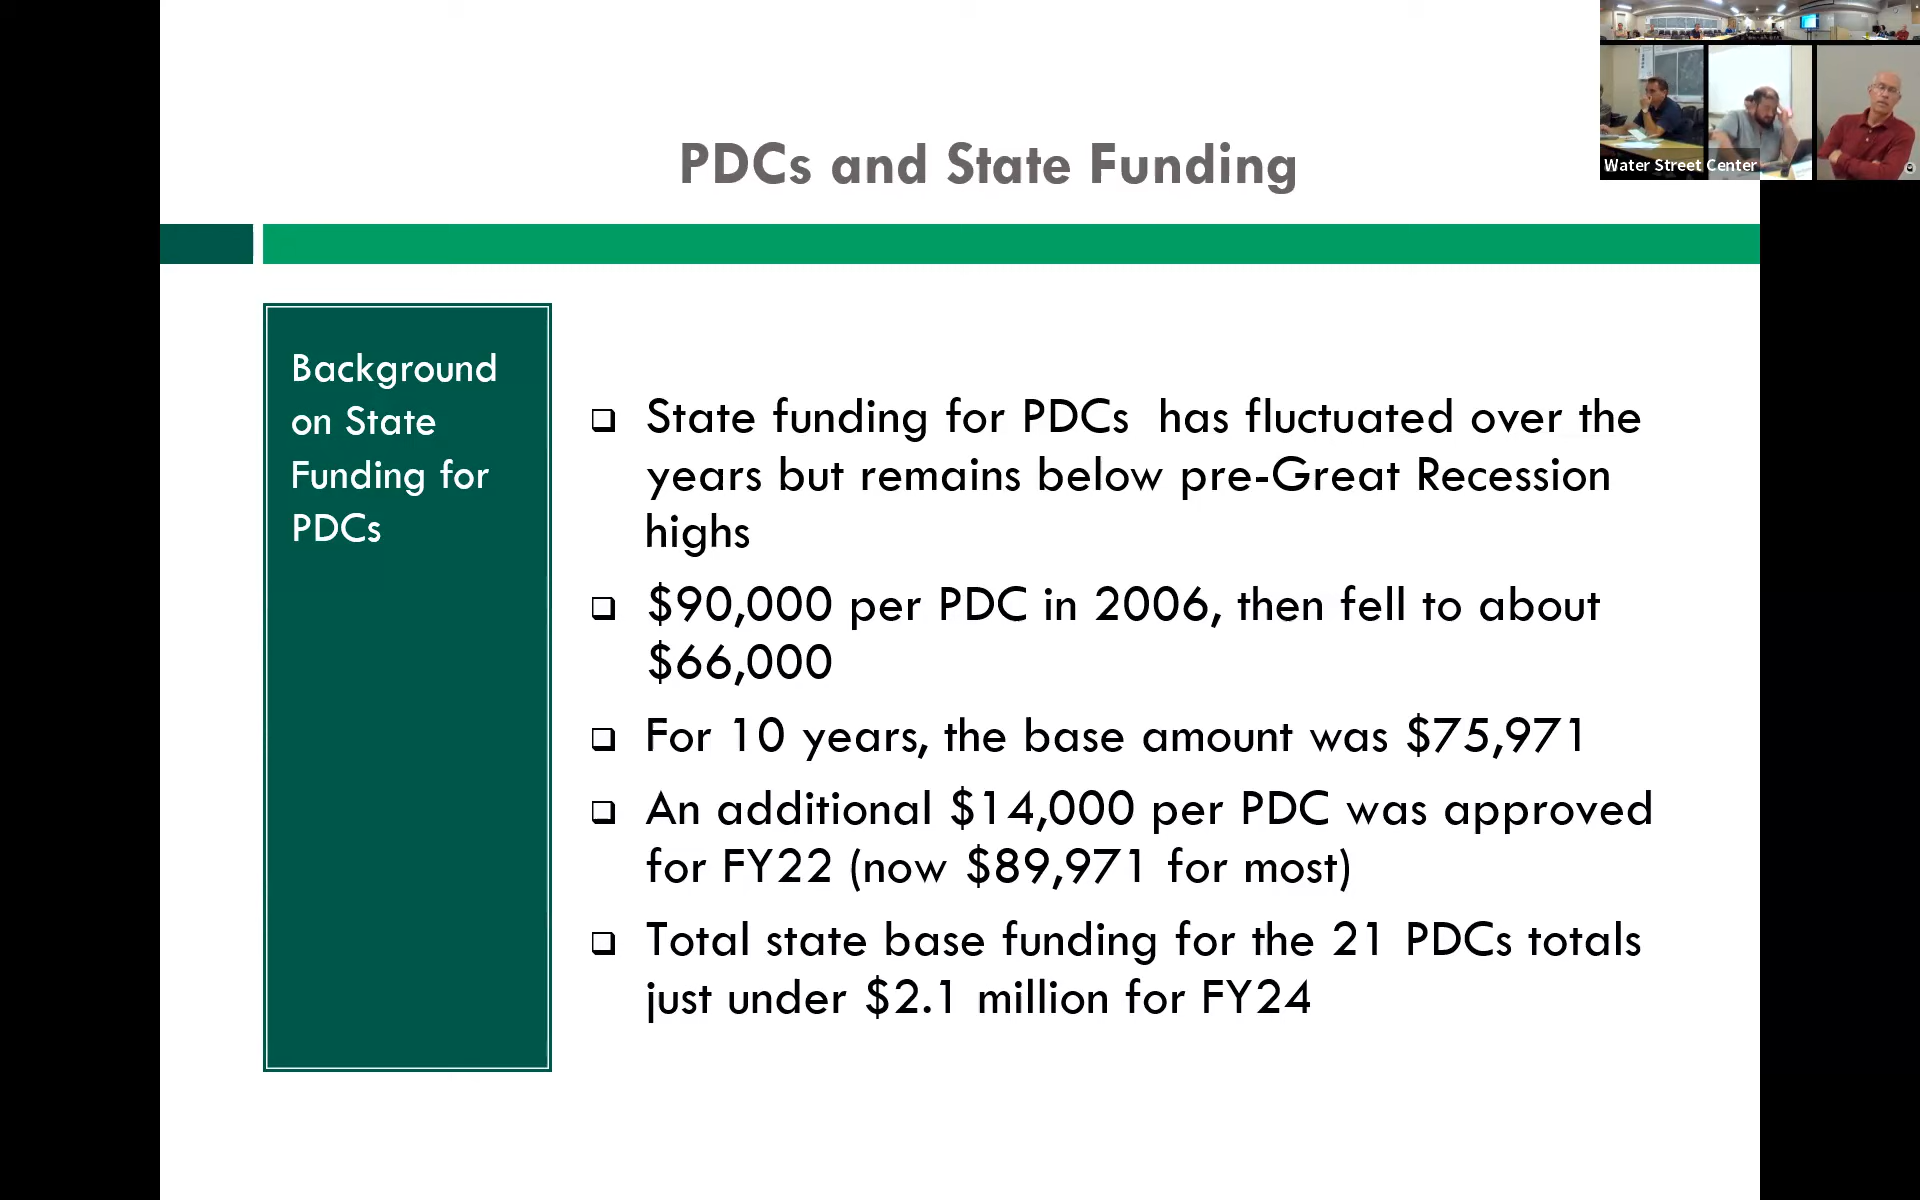 PDCs and State Funding
Water Street Center
Background
on State
Funding for
PDCs
State funding for PDCs has fluctuated over the
years but remains below pre-Great Recession
highs
$90,000 per PDC in 2006, then fell to about
$66,000
For 10 years, the base amount was $75,971
An additional $14,000 per PDC was approved
for FY22 (now $89,971 for most)
Total state base funding for the 21 PDCs totals
just under $2.1 million for FY24